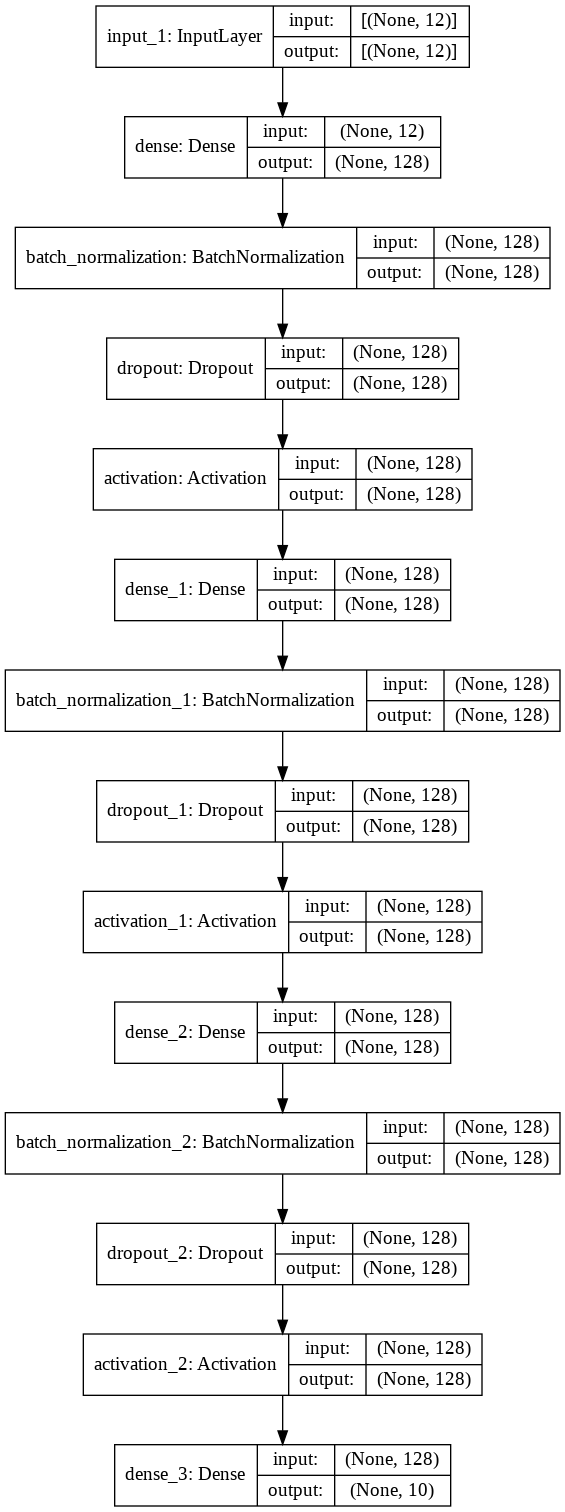 input_1: InputLayer
input: [(None, 12)]
output: [(None, 12)]
dense: Dense
input: (None, 12)
output: (None, 128)
batch_normalization: BatchNormalization
input: (None, 128)
output: (None, 128)
dropout: Dropout
input: (None, 128)
output: (None, 128)
activation: Activation
input: (None, 128)
output: (None, 128)
dense_1: Dense
input: (None, 128)
output: (None, 128)
batch_normalization_1: BatchNormalization
input: (None, 128)
output: (None, 128)
dropout_1: Dropout
input: (None, 128)
output: (None, 128)
activation_1: Activation
input: (None, 128)
output: (None, 128)
dense_2: Dense
input: (None, 128)
output: (None, 128)
batch_normalization_2: BatchNormalization
input: (None, 128)
output: (None, 128)
dropout_2: Dropout
input: (None, 128)
output: (None, 128)
activation_2: Activation
input: (None, 128)
output: (None, 128)
dense_3: Dense
input: (None, 128)
output: (None, 10)